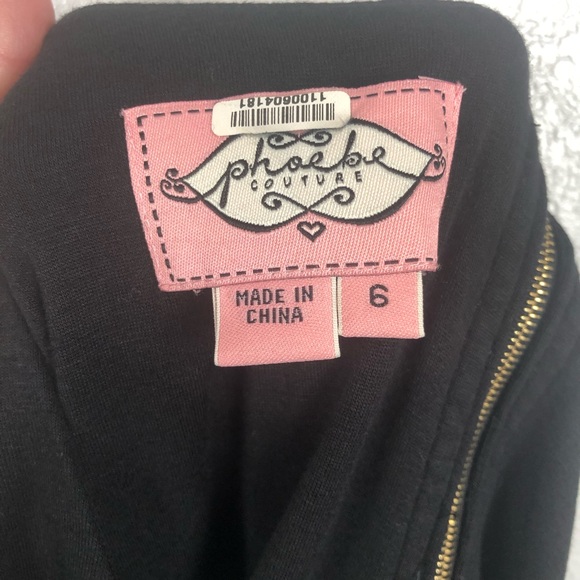 1100604181
phoebe
COUTURE
MADE IN
CHINA
6